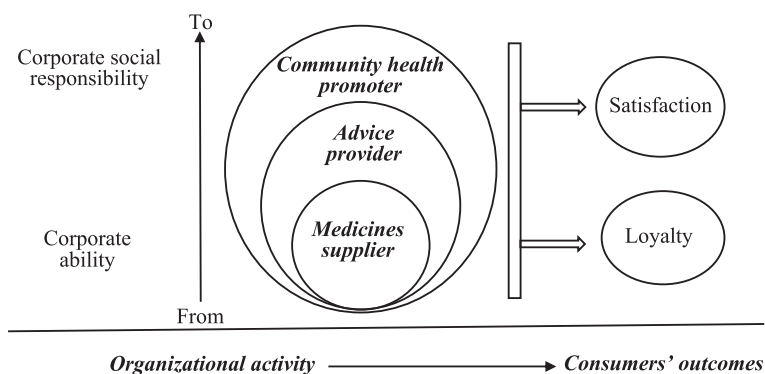 To
Corporate social
responsibility
Community health
promoter
Satisfaction
Advice
provider
Medicines
supplier
Corporate
ability
Loyalty
From
Organizational activity
Consumers' outcomes